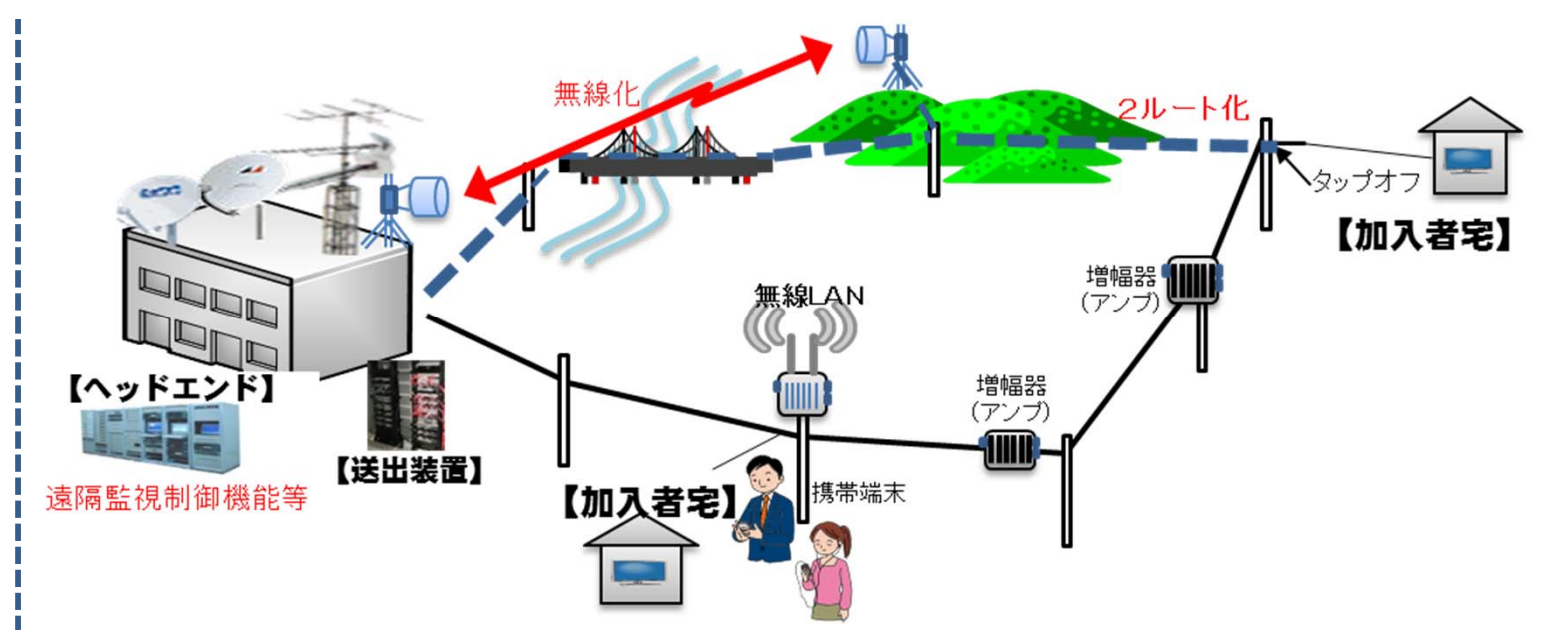 無線化
2ルート化
タップオフ
【加入者宅】
増幅器
(アンプ)
無線LAN
【ヘッドエンド】
増幅器
(アンプ)
【送出装置】
遠隔監視制御機能等
【加入者宅】
携帯端末